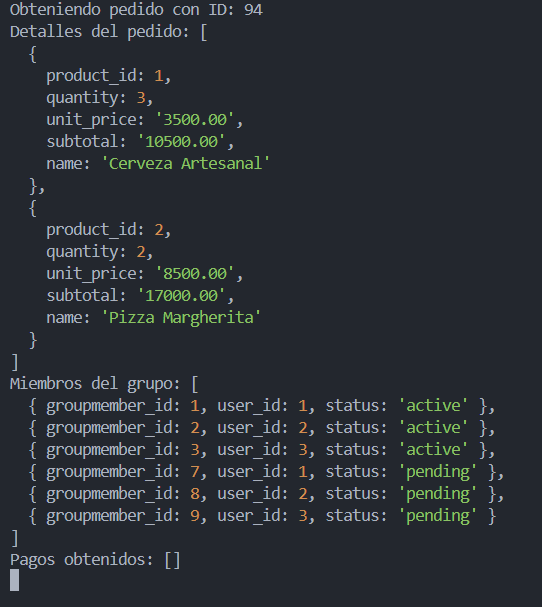 Obteniendo pedido con ID: 94
Detalles del pedido: [
  {
    product_id: 1,
    quantity: 3,
    unit_price: '3500.00',
    subtotal: '10500.00',
    name: 'Cerveza Artesanal'
  },
  {
    product_id: 2,
    quantity: 2,
    unit_price: '8500.00',
    subtotal: '17000.00',
    name: 'Pizza Margherita'
  }
]
Miembros del grupo: [
  { groupmember_id: 1, user_id: 1, status: 'active' },
  { groupmember_id: 2, user_id: 2, status: 'active' },
  { groupmember_id: 3, user_id: 3, status: 'active' },
  { groupmember_id: 7, user_id: 1, status: 'pending' },
  { groupmember_id: 8, user_id: 2, status: 'pending' },
  { groupmember_id: 9, user_id: 3, status: 'pending' }
]
Pagos obtenidos: []